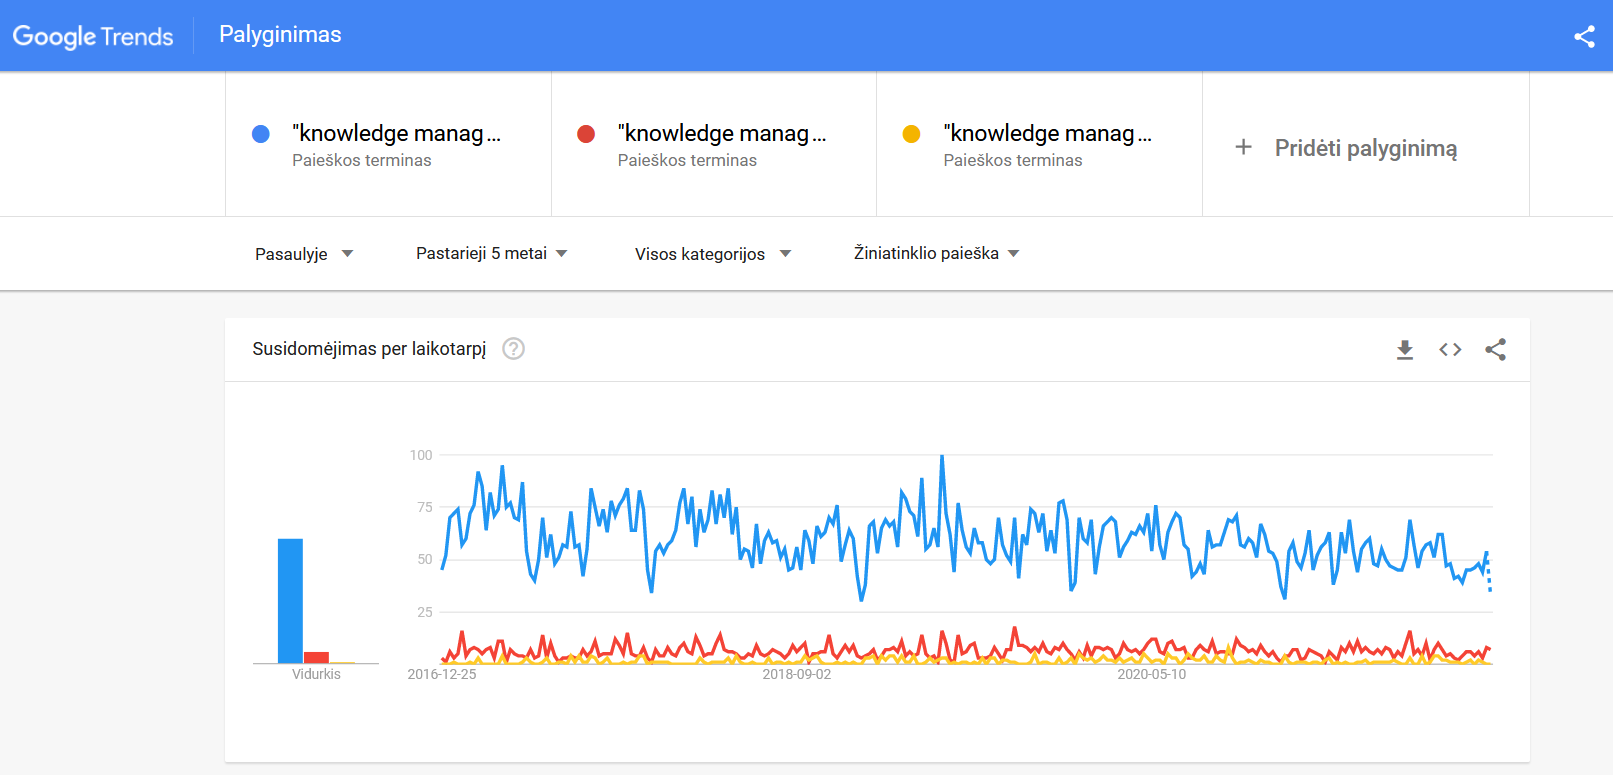 Google Trends Palyginimas
"knowledge manag... "knowledge manag... "knowledge manag...
Paieškos terminas Paieškos terminas Paieškos terminas
+ Pridėti palyginimą
Pasaulyje Pastarieji 5 metai Visos kategorijos Žiniatinklio paieška
Susidomėjimas per laikotarpį ?
100
75
50
25
Vidurkis 2016-12-25 2018-09-02 2020-05-10